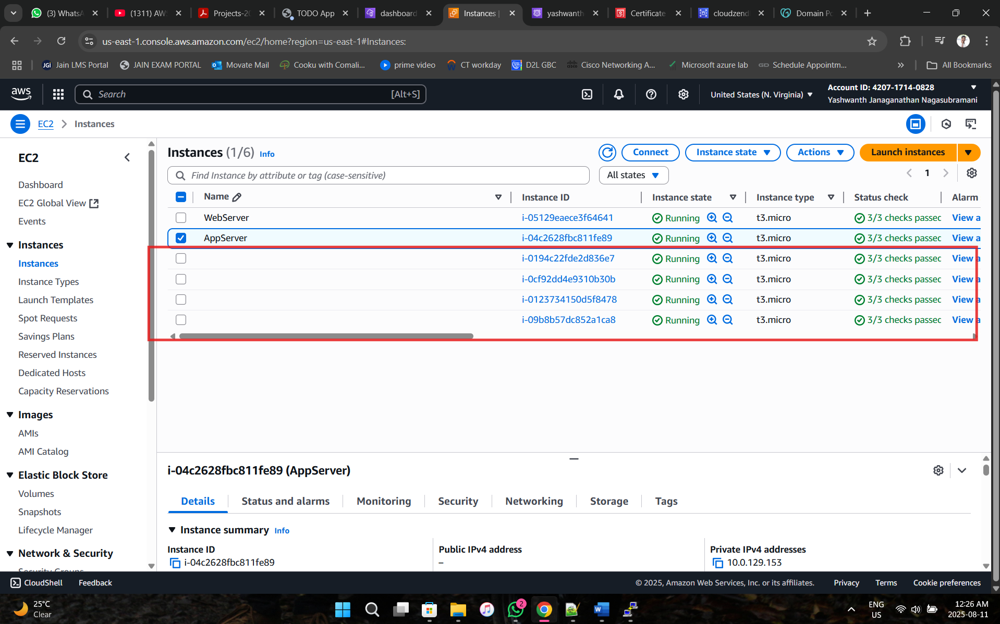 (3) WhatsA
(1311) AW
Projects-20
TODO App
dashboard
Instances |
yashwanth
Certificate
cloudzend
Domain Po
us-east-1.console.aws.amazon.com/ec2/home?region=us-east-1#Instances:
JGI Jain LMS Portal
JAIN EXAM PORTAL
Movate Mail
Cooku with Comali...
prime video
CT workday
D2L GBC
Cisco Networking A...
Microsoft azure lab
GD Schedule Appointm...
All Bookmarks
aws
Search [Alt+S]
United States (N. Virginia)
Account ID: 4207-1714-0828
Yashwanth Janaganathan Nagasubramani
EC2 Instances
EC2
Dashboard
EC2 Global View
Events
Instances
Instances
Instance Types
Launch Templates
Spot Requests
Savings Plans
Reserved Instances
Dedicated Hosts
Capacity Reservations
Images
AMIs
AMI Catalog
Elastic Block Store
Volumes
Snapshots
Lifecycle Manager
Network & Security
Security Groups
Instances (1/6) Info
Connect
Instance state
Actions
Launch instances
Find Instance by attribute or tag (case-sensitive)
All states
1
Name Instance ID Instance state Instance type Status check Alarm
WebServer i-05129eaece3f64641 Running t3.micro 3/3 checks passed View a
AppServer i-04c2628fbc811fe89 Running t3.micro 3/3 checks passed View a
i-0194c22fde2d836e7 Running t3.micro 3/3 checks passed View a
i-0cf92dd4e9310b30b Running t3.micro 3/3 checks passed View a
i-0123734150d5f8478 Running t3.micro 3/3 checks passed View a
i-09b8b57dc852a1ca8 Running t3.micro 3/3 checks passed View a
i-04c2628fbc811fe89 (AppServer)
Details Status and alarms Monitoring Security Networking Storage Tags
Instance summary Info
Instance ID
i-04c2628fbc811fe89
Public IPv4 address
–
Private IPv4 addresses
10.0.129.153
CloudShell Feedback
© 2025, Amazon Web Services, Inc. or its affiliates. Privacy Terms Cookie preferences
25°C
Clear
2
ENG
US
12:26 AM
2025-08-11